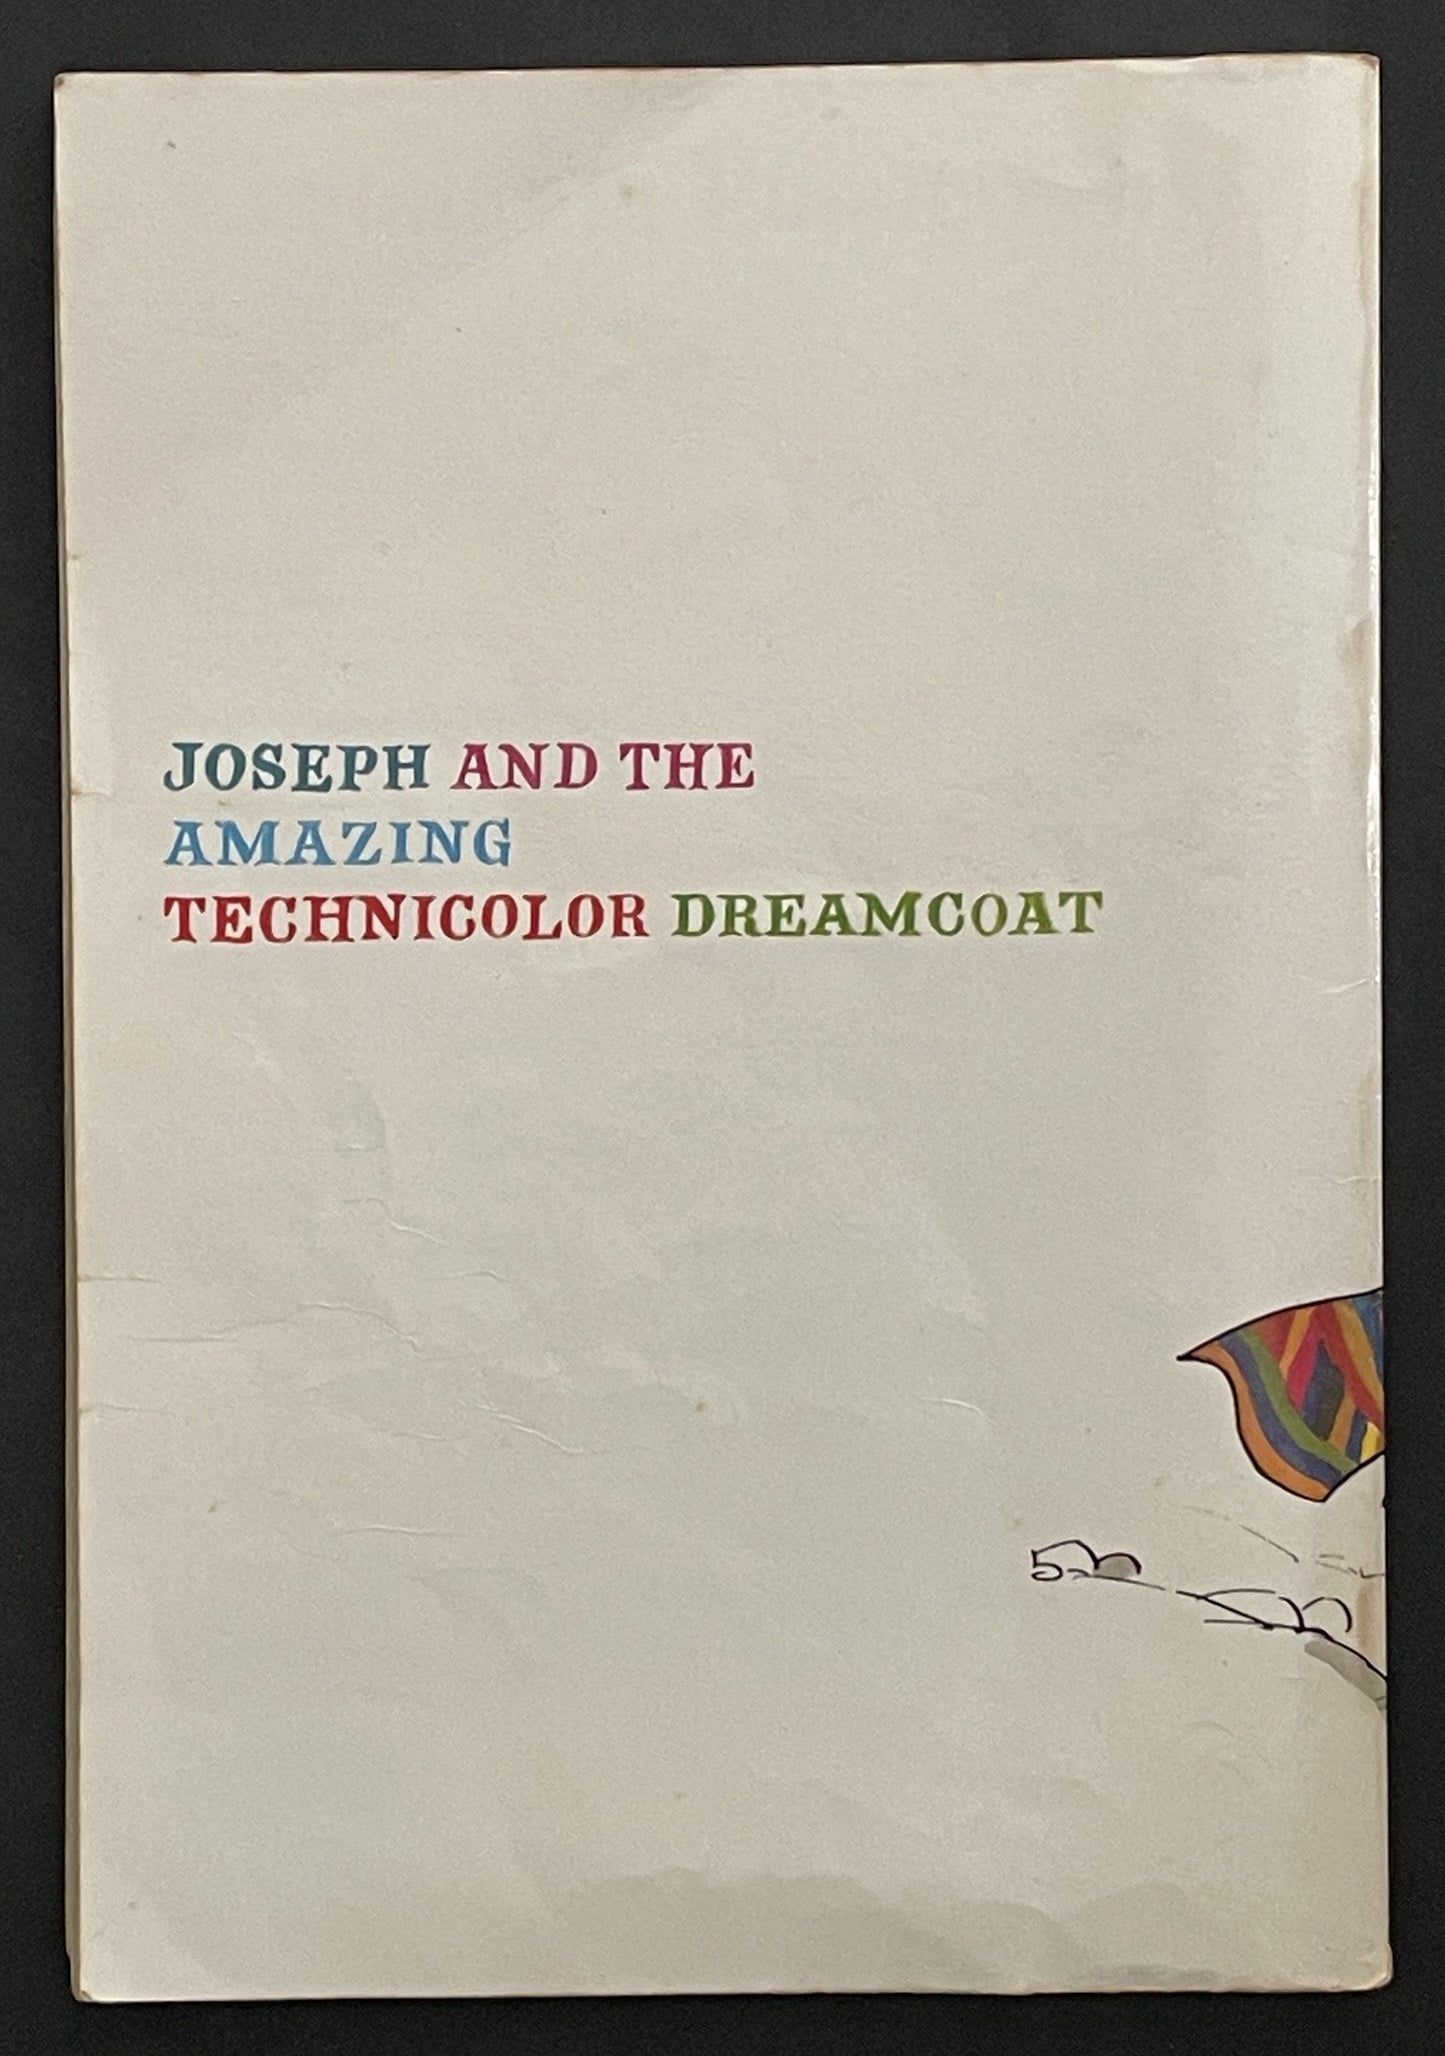 JOSEPH AND THE
AMAZING
TECHNICOLOR DREAMCOAT